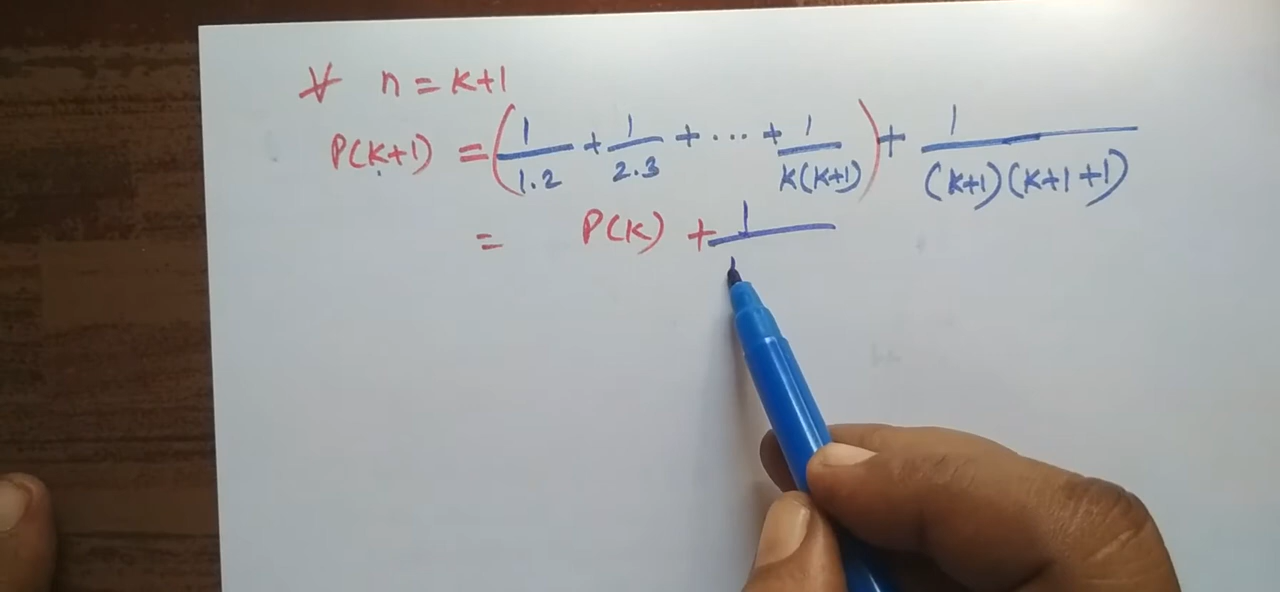 ∀ n = k+1
P(k+1) = (1/1.2 + 1/2.3 + ... + 1/k(k+1)) + 1/(k+1)(k+1+1)
= P(k) + 1/